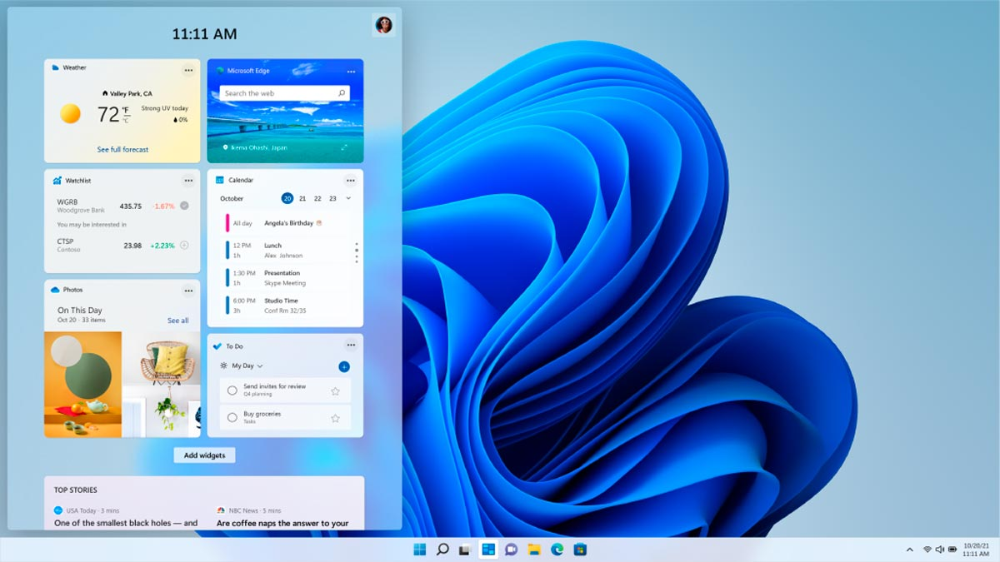 11:11 AM
Weather
Valley Park, CA
72 °F °C
Strong UV today
0%
See full forecast
Microsoft Edge
Search the web
Ikema Ohashi, Japan
Watchlist
WGRB 435.75 -1.67%
Woodgrove Bank
You may be interested in
CTSP 23.98 +2.23%
Contoso
Calendar
October 20 21 22 23
All day Angela's Birthday
12 PM Lunch
1h Alex Johnson
1:30 PM Presentation
1h Skype Meeting
6:00 PM Studio Time
3h Conf Rm 32/35
Photos
On This Day
Oct 20 · 33 items
See all
To Do
My Day
Send invites for review
Q4 planning
Buy groceries
Tasks
Add widgets
TOP STORIES
USA Today · 3 mins
One of the smallest black holes — and
NBC News · 5 mins
Are coffee naps the answer to your
10/20/21
11:11 AM